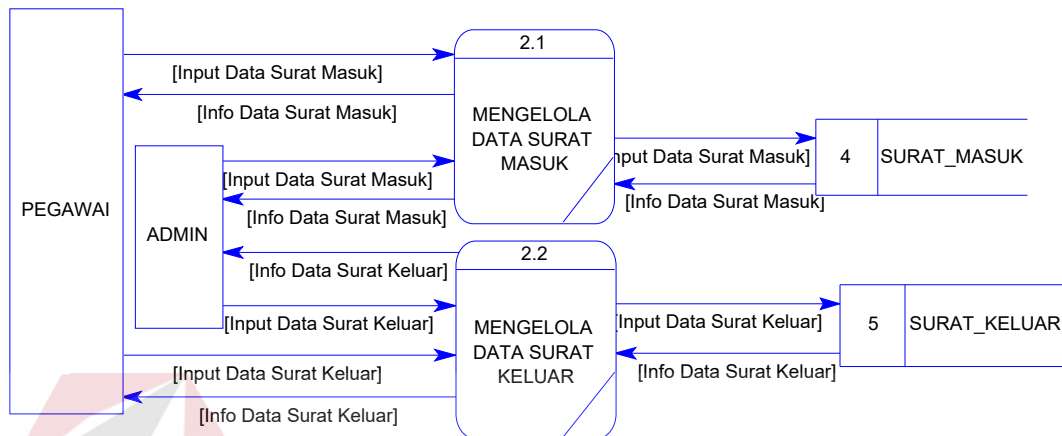 2.1
[Input Data Surat Masuk]
[Info Data Surat Masuk]
MENGELOLA
DATA SURAT
MASUK
nput Data Surat Masuk]
4
SURAT_MASUK
[Input Data Surat Masuk]
[Info Data Surat Masuk]
[Info Data Surat Masuk]
PEGAWAI
ADMIN
2.2
[Info Data Surat Keluar]
[Input Data Surat Keluar]
MENGELOLA
DATA SURAT
KELUAR
[Input Data Surat Keluar]
5
SURAT_KELUAR
[Input Data Surat Keluar]
[Info Data Surat Keluar]
[Info Data Surat Keluar]